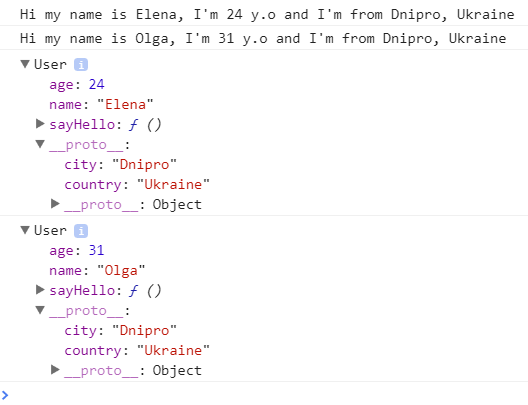 Hi my name is Elena, I'm 24 y.o and I'm from Dnipro, Ukraine
Hi my name is Olga, I'm 31 y.o and I'm from Dnipro, Ukraine
▼User i
age: 24
name: "Elena"
▶sayHello: ƒ ()
▼__proto__:
city: "Dnipro"
country: "Ukraine"
▶__proto__: Object
▼User i
age: 31
name: "Olga"
▶sayHello: ƒ ()
▼__proto__:
city: "Dnipro"
country: "Ukraine"
▶__proto__: Object
>